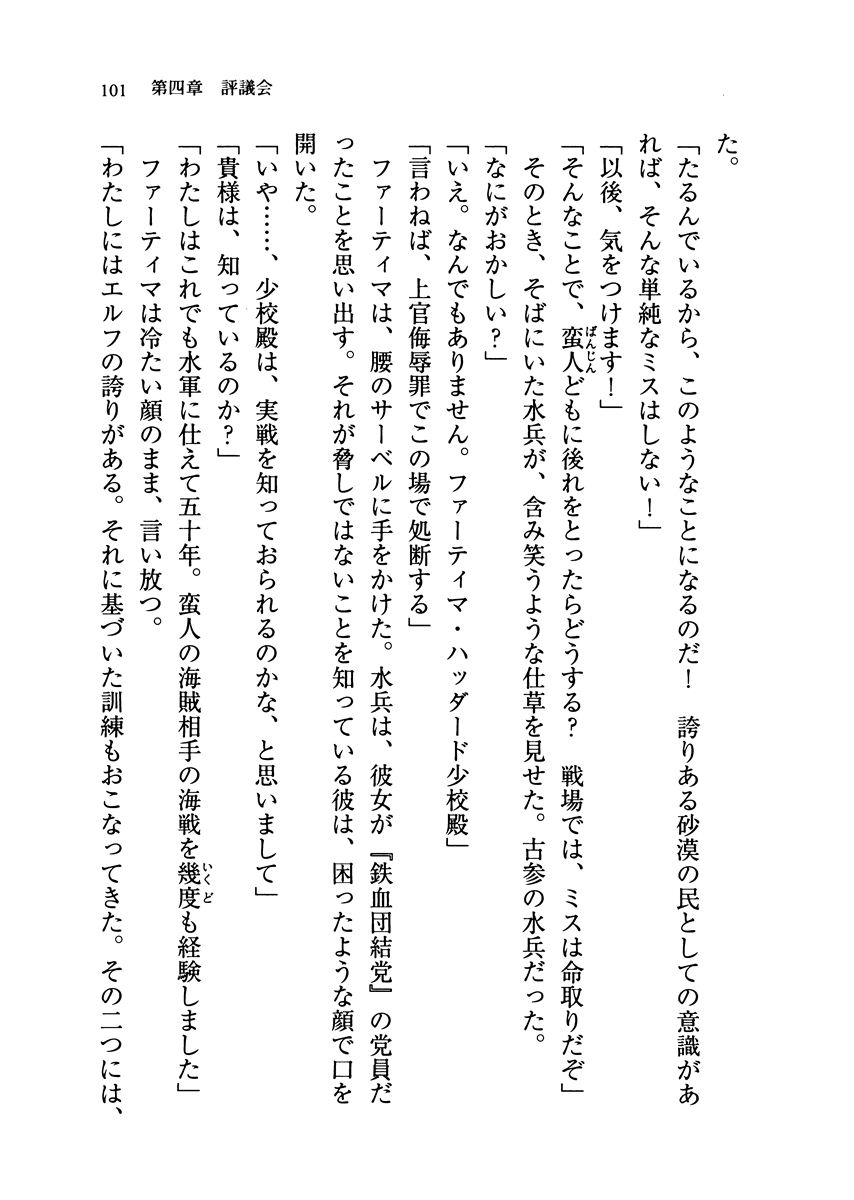 101　第四章　評議会
た。
「たるんでいるから、このようなことになるのだ！　誇りある砂漠の民としての意識があ
れば、そんな単純なミスはしない！」
「以後、気をつけます！」
「そんなことで、蛮人どもに後れをとったらどうする？　戦場では、ミスは命取りだぞ」
ばんじん
そのとき、そばにいた水兵が、含み笑うような仕草を見せた。古参の水兵だった。
「なにがおかしい？」
「いえ。なんでもありません。ファーティマ・ハッダード少校殿」
「言わねば、上官侮辱罪でこの場で処断する」
ファーティマは、腰のサーベルに手をかけた。水兵は、彼女が『鉄血団結党』の党員だ
ったことを思い出す。それが脅しではないことを知っている彼は、困ったような顔で口を
開いた。
「いや……、少校殿は、実戦を知っておられるのかな、と思いまして」
「貴様は、知っているのか？」
「わたしはこれでも水軍に仕えて五十年。蛮人の海賊相手の海戦を幾度も経験しました」
いくど
ファーティマは冷たい顔のまま、言い放つ。
「わたしにはエルフの誇りがある。それに基づいた訓練もおこなってきた。その二つには、